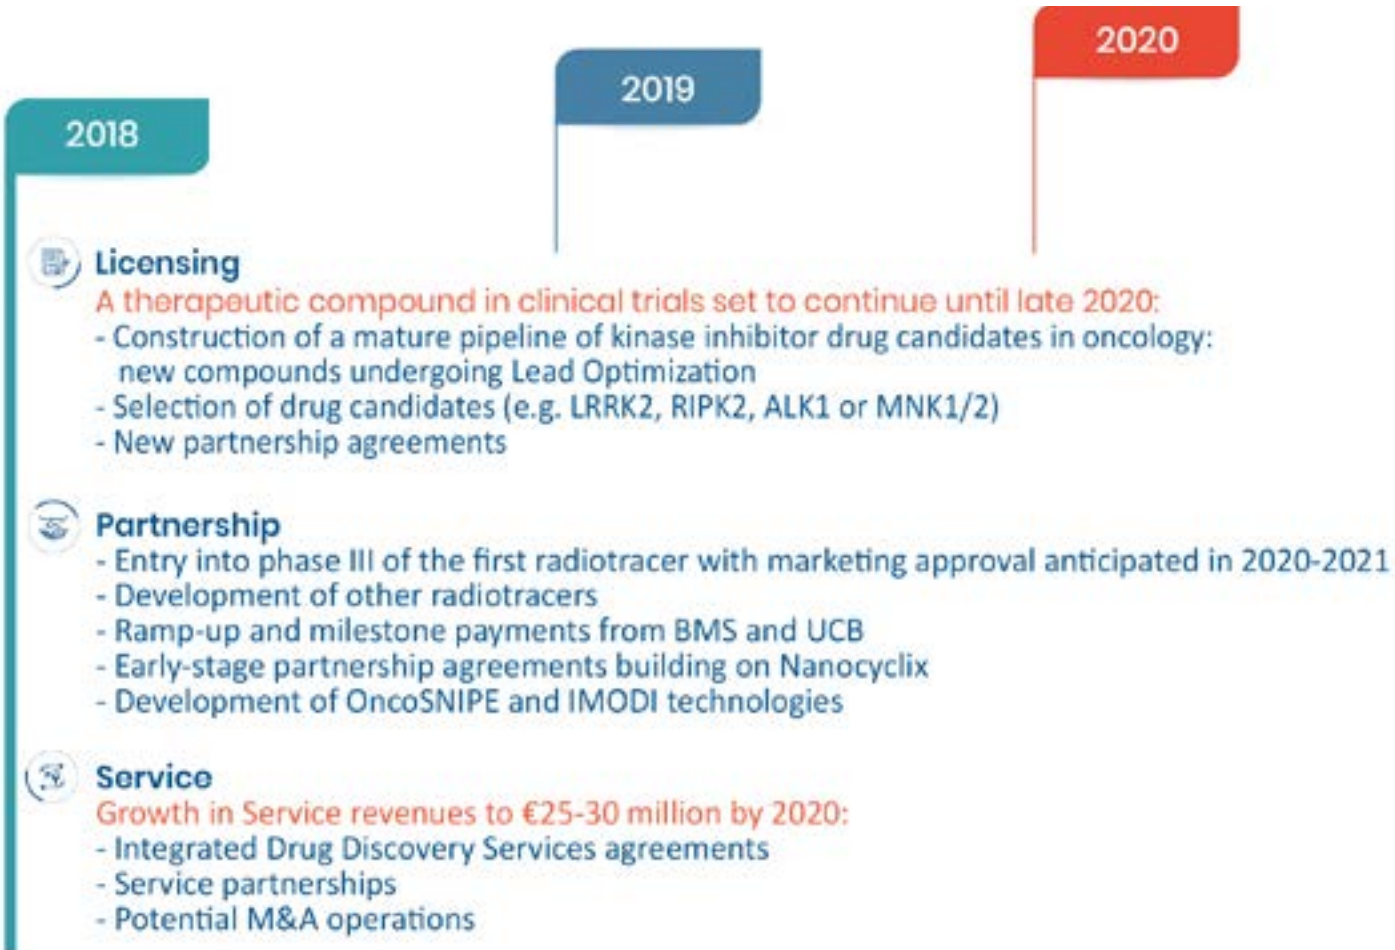 2018
2019
2020
Licensing
A therapeutic compound in clinical trials set to continue until late 2020:
- Construction of a mature pipeline of kinase inhibitor drug candidates in oncology:
new compounds undergoing Lead Optimization
- Selection of drug candidates (e.g. LRRK2, RIPK2, ALK1 or MNK1/2)
- New partnership agreements
Partnership
- Entry into phase III of the first radiotracer with marketing approval anticipated in 2020-2021
- Development of other radiotracers
- Ramp-up and milestone payments from BMS and UCB
- Early-stage partnership agreements building on Nanocyclix
- Development of OncoSNIPE and IMODI technologies
Service
Growth in Service revenues to €25-30 million by 2020:
- Integrated Drug Discovery Services agreements
- Service partnerships
- Potential M&A operations